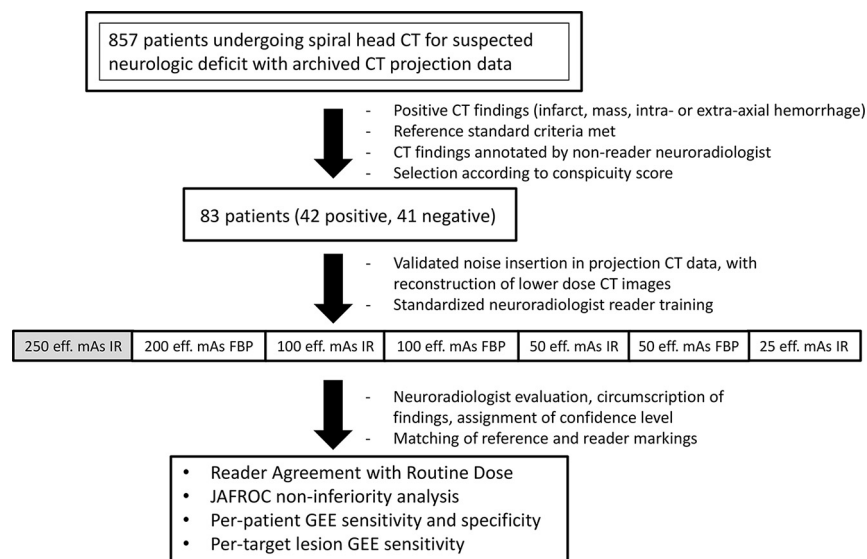 857 patients undergoing spiral head CT for suspected
neurologic deficit with archived CT projection data
- Positive CT findings (infarct, mass, intra- or extra-axial hemorrhage)
- Reference standard criteria met
- CT findings annotated by non-reader neuroradiologist
- Selection according to conspicuity score
83 patients (42 positive, 41 negative)
- Validated noise insertion in projection CT data, with
reconstruction of lower dose CT images
- Standardized neuroradiologist reader training
250 eff. mAs IR 200 eff. mAs FBP 100 eff. mAs IR 100 eff. mAs FBP 50 eff. mAs IR 50 eff. mAs FBP 25 eff. mAs IR
- Neuroradiologist evaluation, circumscription of
findings, assignment of confidence level
- Matching of reference and reader markings
• Reader Agreement with Routine Dose
• JAFROC non-inferiority analysis
• Per-patient GEE sensitivity and specificity
• Per-target lesion GEE sensitivity